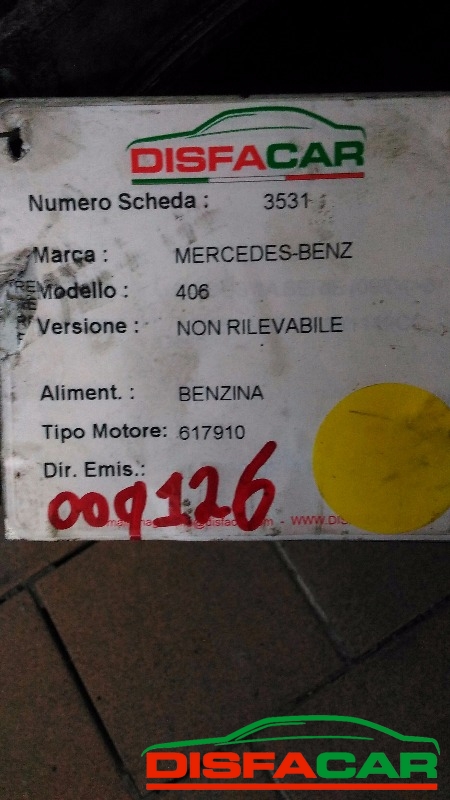 DISFACAR
Numero Scheda : 3531
Marca : MERCEDES-BENZ
Modello : 406
Versione : NON RILEVABILE
Aliment. : BENZINA
Tipo Motore: 617910
Dir. Emis.:
009126
DISFACAR